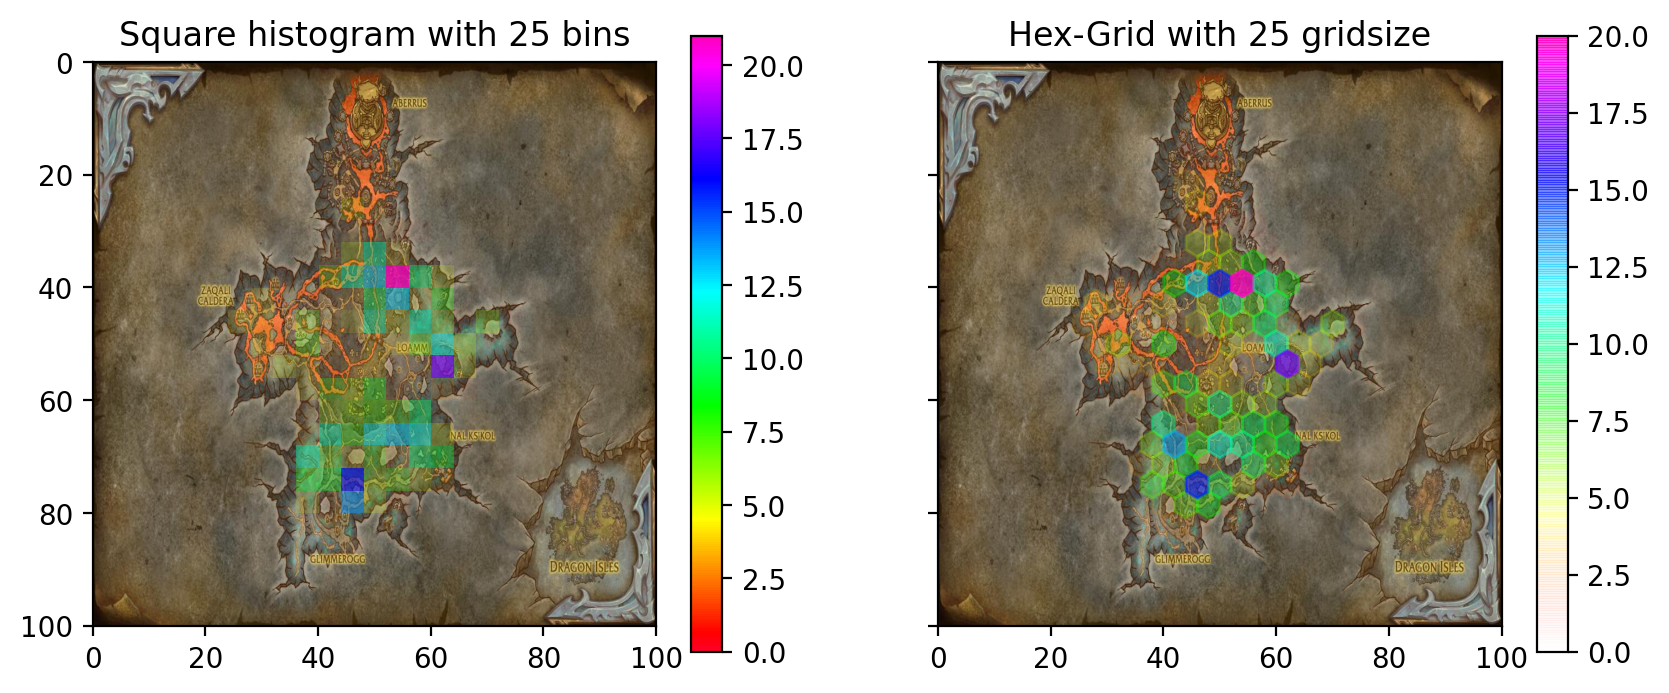 Square histogram with 25 bins
0
20
40
60
80
100
0
20
40
60
80
100
ABERRUS
ZAQALI
CALDERA
LOAMM
NAL KS'KOL
GLIMMEROGG
DRAGON ISLES
20.0
17.5
15.0
12.5
10.0
7.5
5.0
2.5
0.0
Hex-Grid with 25 gridsize
0
20
40
60
80
100
ABERRUS
ZAQALI
CALDERA
LOAMM
NAL KS'KOL
GLIMMEROGG
DRAGON ISLES
20.0
17.5
15.0
12.5
10.0
7.5
5.0
2.5
0.0